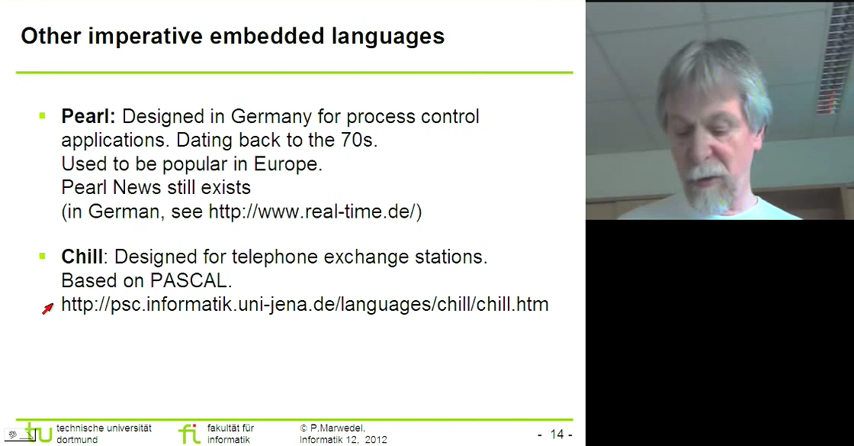 Other imperative embedded languages
Pearl: Designed in Germany for process control
applications. Dating back to the 70s.
Used to be popular in Europe.
Pearl News still exists
(in German, see http://www.real-time.de/)
Chill: Designed for telephone exchange stations.
Based on PASCAL.
http://psc.informatik.uni-jena.de/languages/chill/chill.htm
tu technische universität
dortmund
fi fakultät für
informatik
© P.Marwedel,
Informatik 12, 2012
- 14 -